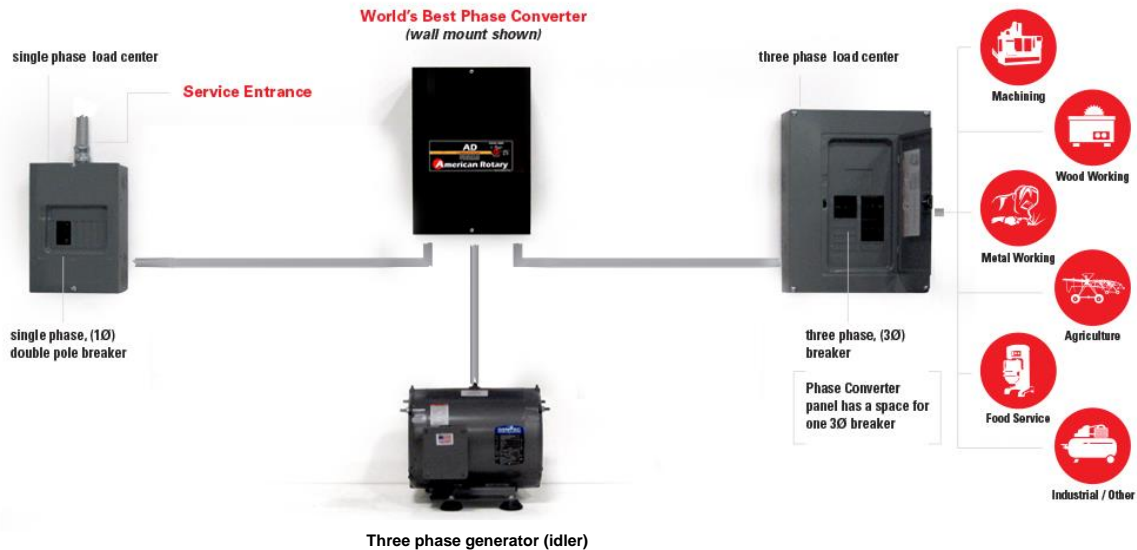 World's Best Phase Converter
(wall mount shown)
single phase load center
Service Entrance
three phase load center
AD
American Rotary
Machining
Wood Working
Metal Working
Agriculture
Food Service
Industrial / Other
single phase, (1Ø)
double pole breaker
three phase, (3Ø)
breaker
Phase Converter
panel has a space for
one 3Ø breaker
Three phase generator (idler)